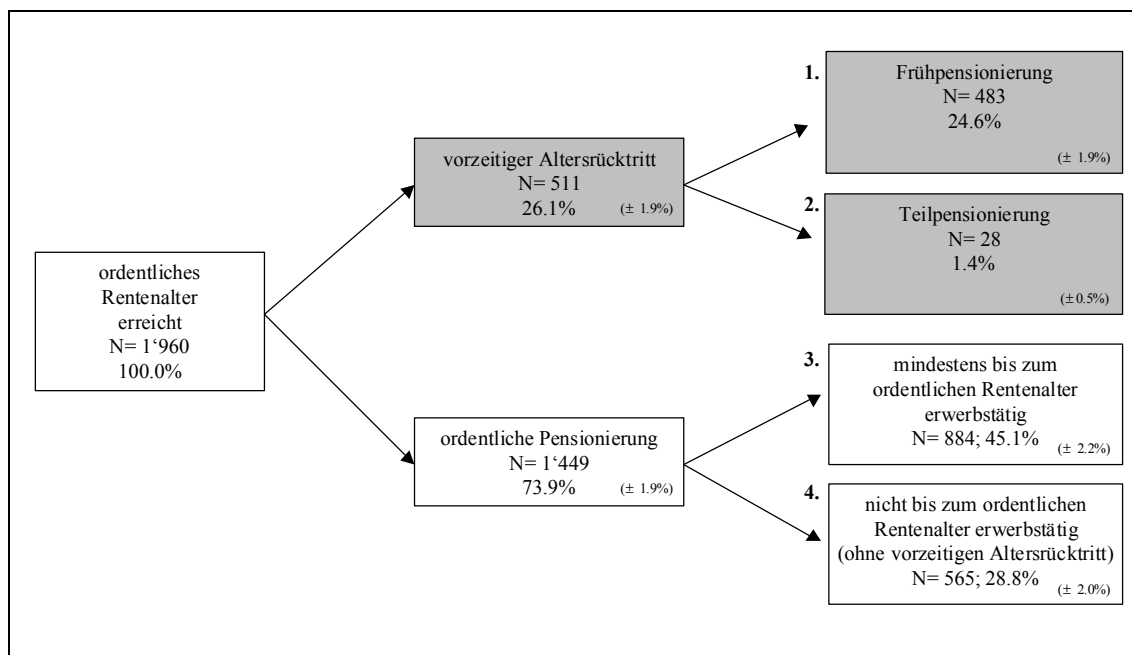 ordentliches
Rentenalter
erreicht
N= 1‘960
100.0%
vorzeitiger Altersrücktritt
N= 511
26.1% (± 1.9%)
ordentliche Pensionierung
N= 1‘449
73.9% (± 1.9%)
1.
Frühpensionierung
N= 483
24.6%
(± 1.9%)
2.
Teilpensionierung
N= 28
1.4%
(±0.5%)
3.
mindestens bis zum
ordentlichen Rentenalter
erwerbstätig
N= 884; 45.1%
(± 2.2%)
4.
nicht bis zum ordentlichen
Rentenalter erwerbstätig
(ohne vorzeitigen Altersrücktritt)
N= 565; 28.8%
(± 2.0%)